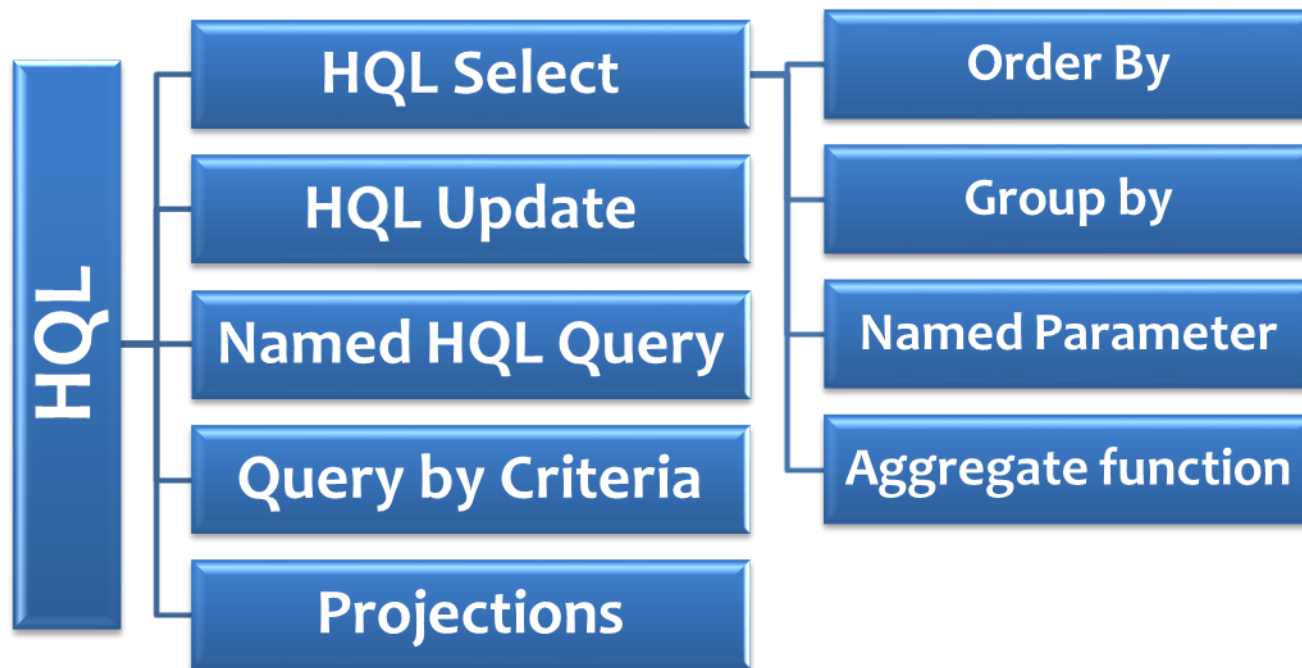 HQL
HQL Select
HQL Update
Named HQL Query
Query by Criteria
Projections
Order By
Group by
Named Parameter
Aggregate function